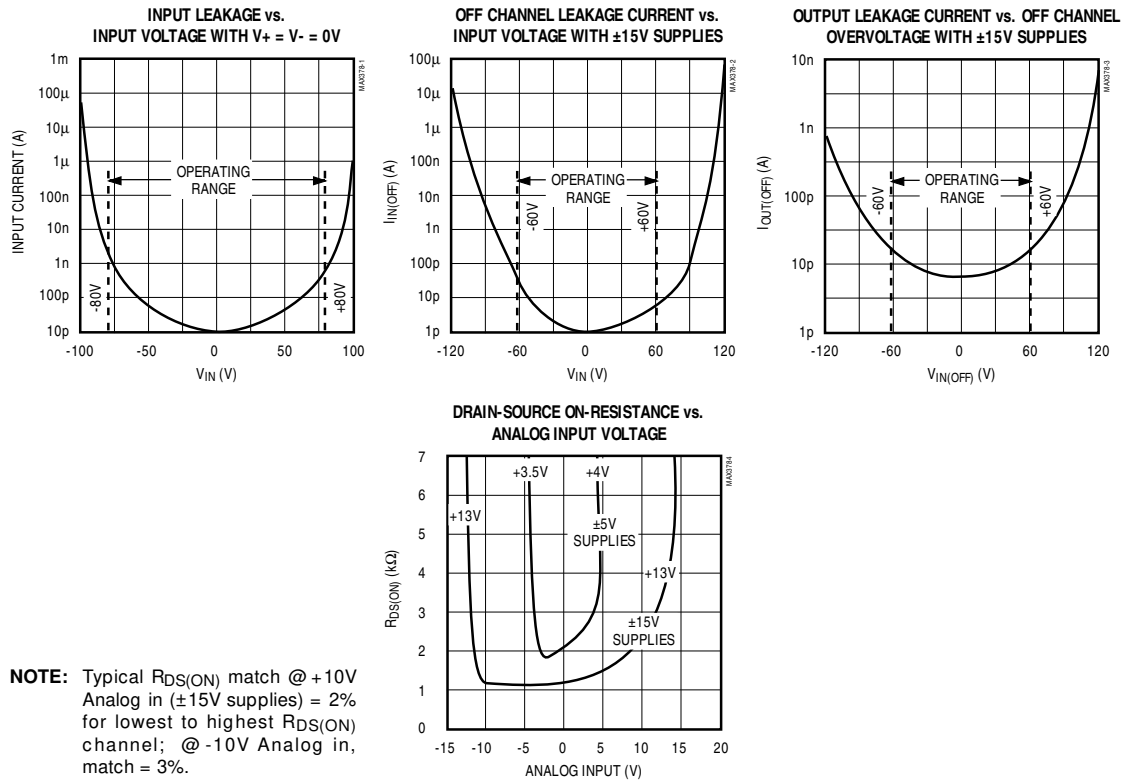 INPUT LEAKAGE vs.
INPUT VOLTAGE WITH V+ = V- = 0V
1m
100µ
10µ
1µ
100n
10n
1n
100p
10p
INPUT CURRENT (A)
OPERATING
RANGE
-80V
+80V
MAX378-1
-100 -50 0 50 100
VIN (V)
OFF CHANNEL LEAKAGE CURRENT vs.
INPUT VOLTAGE WITH ±15V SUPPLIES
100µ
10µ
1µ
100n
10n
1n
100p
10p
1p
IIN(OFF) (A)
OPERATING
RANGE
-60V
+60V
MAX378-2
-120 -60 0 60 120
VIN (V)
OUTPUT LEAKAGE CURRENT vs. OFF CHANNEL
OVERVOLTAGE WITH ±15V SUPPLIES
10n
1n
100p
10p
1p
IOUT(OFF) (A)
OPERATING
RANGE
-60V
+60V
MAX378-3
-120 -60 0 60 120
VIN(OFF) (V)
DRAIN-SOURCE ON-RESISTANCE vs.
ANALOG INPUT VOLTAGE
7
6
5
4
3
2
1
0
RDS(ON) (kΩ)
+3.5V
+4V
+13V
±5V
SUPPLIES
+13V
±15V
SUPPLIES
MAX3784
-15 -10 -5 0 5 10 15 20
ANALOG INPUT (V)
NOTE: Typical RDS(ON) match @ +10V
Analog in (±15V supplies) = 2%
for lowest to highest RDS(ON)
channel; @ -10V Analog in,
match = 3%.